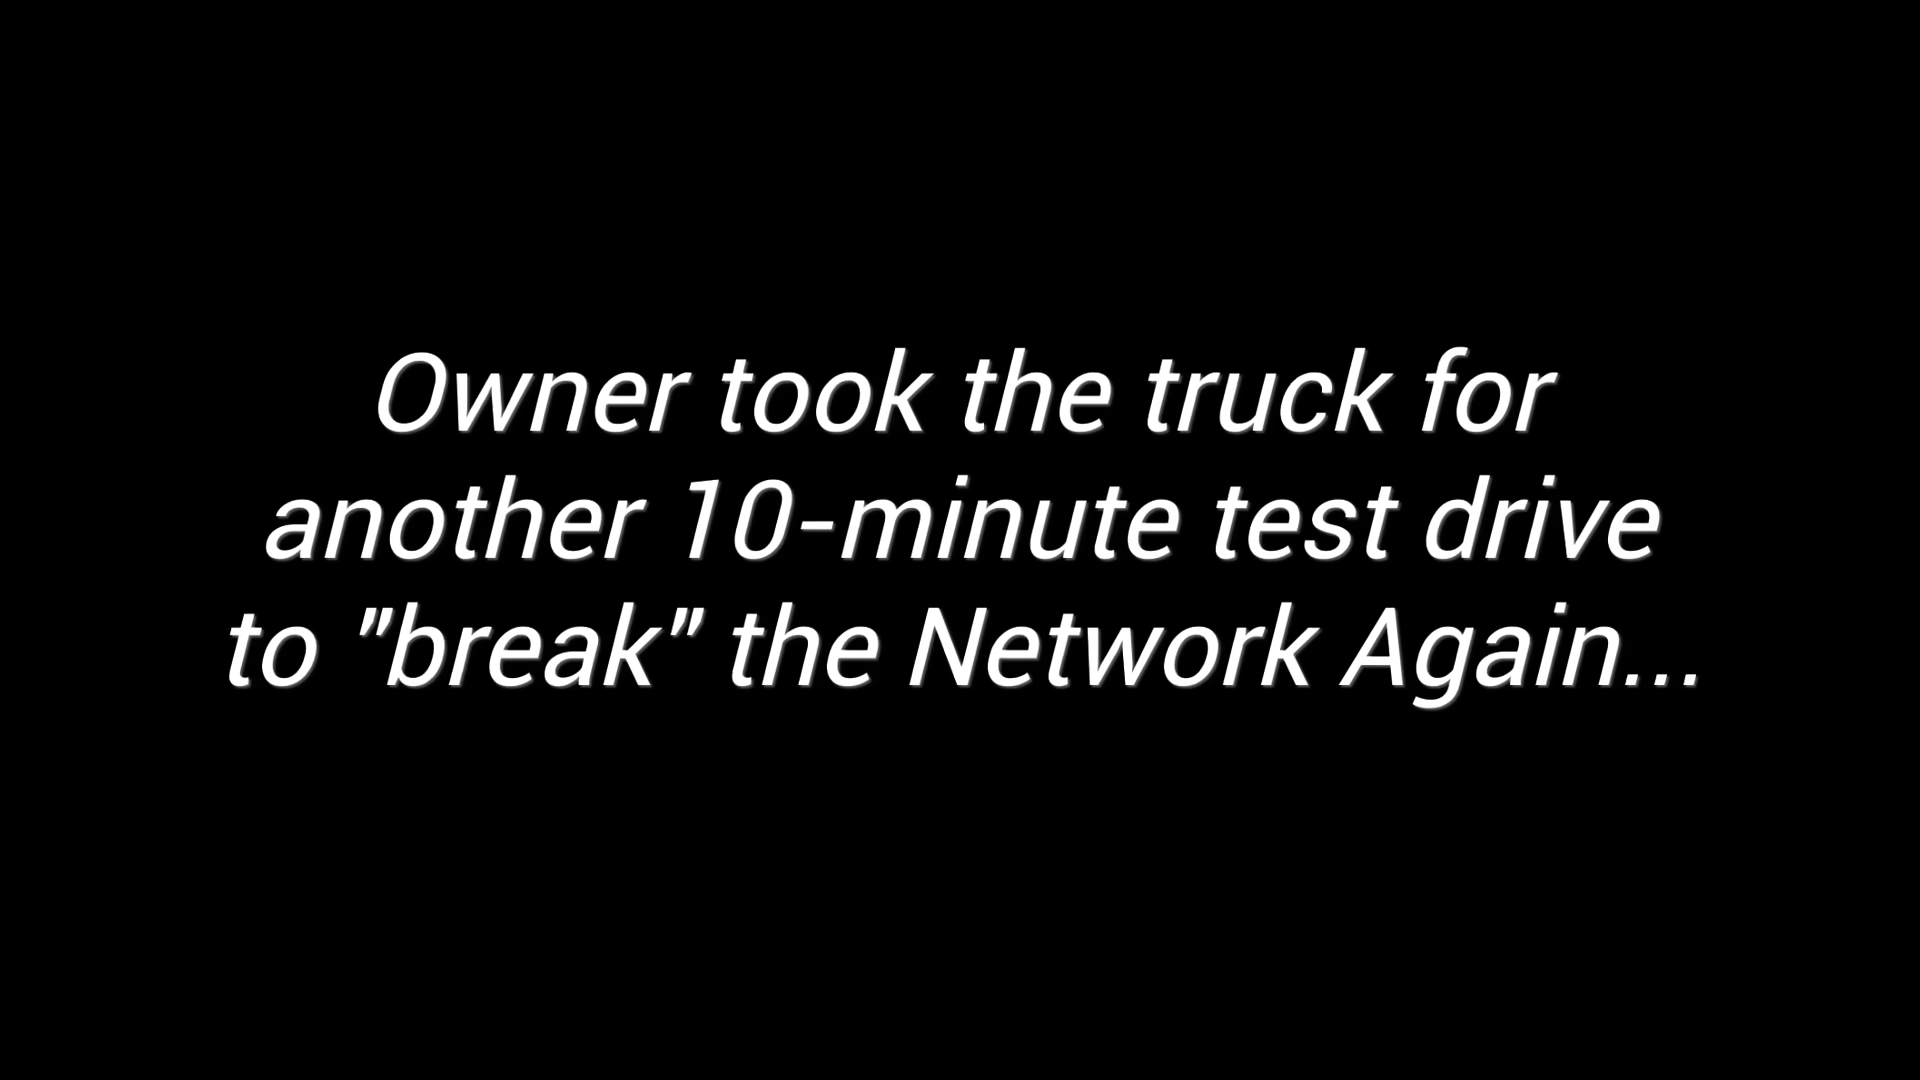 Owner took the truck for
another 10-minute test drive
to "break" the Network Again...